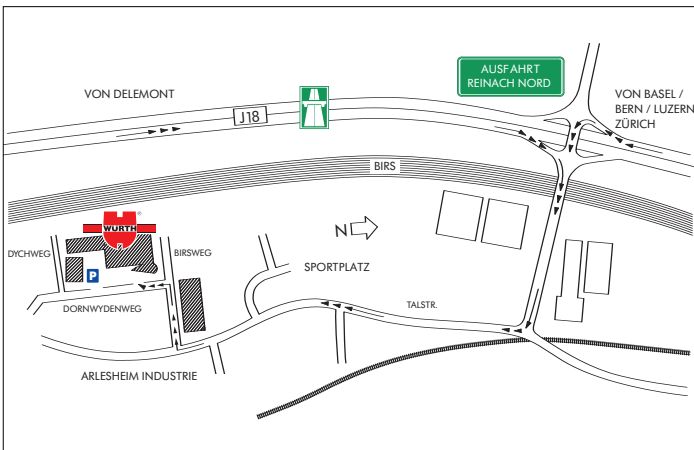 AUSFAHRT
REINACH NORD
VON DELEMONT
VON BASEL /
BERN / LUZERN
ZÜRICH
J18
BIRS
WÜRTH
®
N
DYCHWEG
BIRSWEG
P
SPORTPLATZ
DORNWYDENWEG
TALSTR.
ARLESHEIM INDUSTRIE